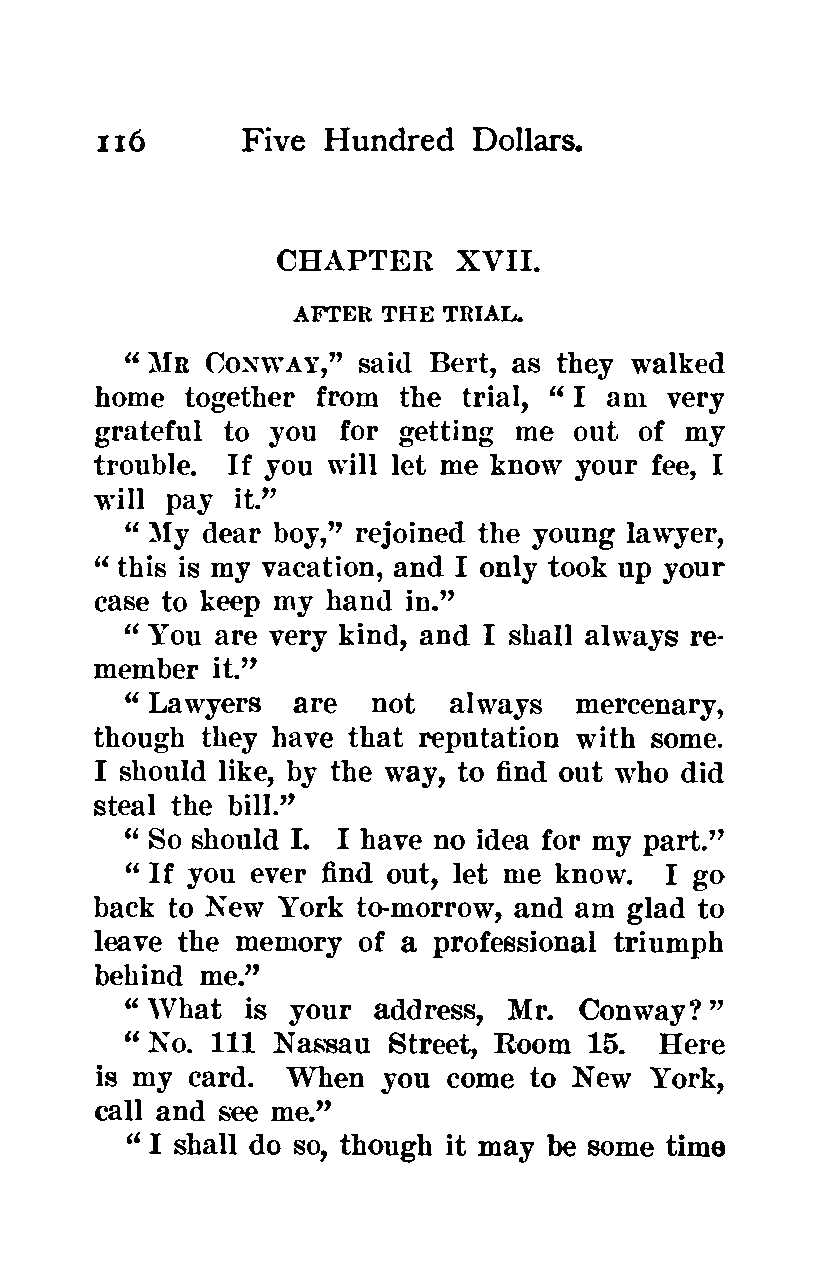 116 Five Hundred Dollars.
CHAPTER XVII.
AFTER THE TRIAL.
“ MR CONWAY,” said Bert, as they walked
home together from the trial, “ I am very
grateful to you for getting me out of my
trouble. If you will let me know your fee, I
will pay it.”
“ My dear boy,” rejoined the young lawyer,
“ this is my vacation, and I only took up your
case to keep my hand in.”
“ You are very kind, and I shall always re-
member it.”
“ Lawyers are not always mercenary,
though they have that reputation with some.
I should like, by the way, to find out who did
steal the bill.”
“ So should I. I have no idea for my part.”
“ If you ever find out, let me know. I go
back to New York to-morrow, and am glad to
leave the memory of a professional triumph
behind me.”
“ What is your address, Mr. Conway? ”
“ No. 111 Nassau Street, Room 15. Here
is my card. When you come to New York,
call and see me.”
“ I shall do so, though it may be some time